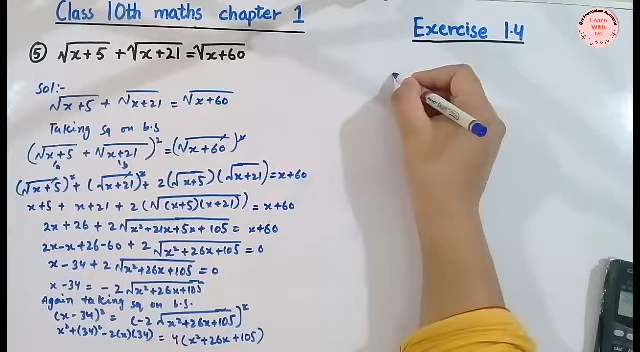 Class 10th maths chapter 1
Exercise 1.4
Learn With Us
⑤ √x+5 + √x+21 = √x+60
Sol:-
√x+5 + √x+21 = √x+60
Taking sq on b.s
(√x+5 + √x+21)² = (√x+60)²
(√x+5)² + (√x+21)² + 2(√x+5)(√x+21) = x+60
x+5 + x+21 + 2(√(x+5)(x+21)) = x+60
2x+26 + 2√x²+21x+5x+105 = x+60
2x-x+26-60 + 2√x²+26x+105 = 0
x-34 + 2√x²+26x+105 = 0
x-34 = -2√x²+26x+105
Again taking sq on b.s.
(x-34)² = (-2√x²+26x+105)²
x²+(34)²-2(x)(34) = 4(x²+26x+105)